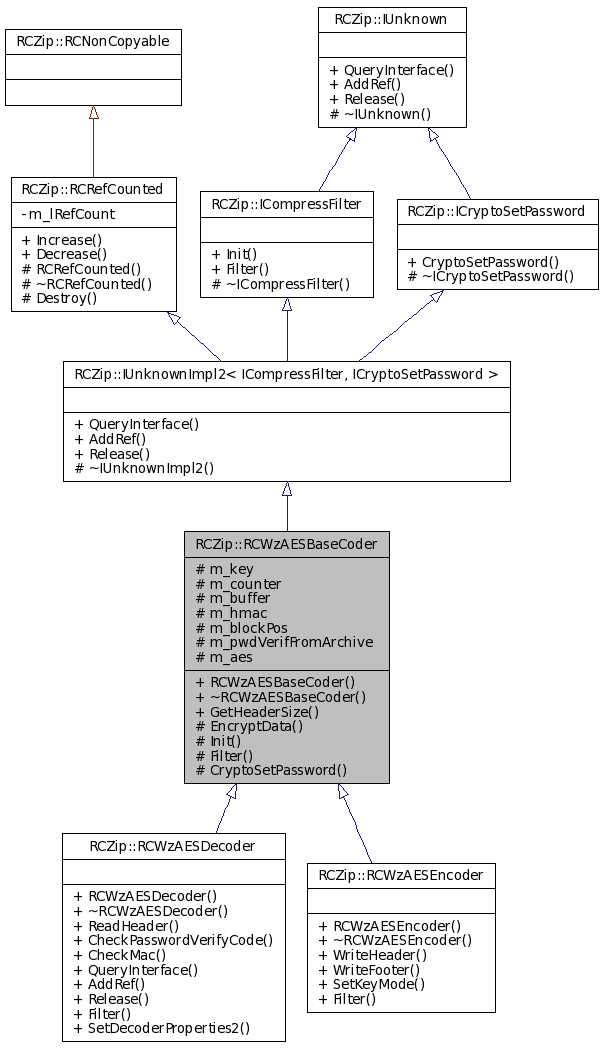 RCZip::IUnknown
+ QueryInterface()
+ AddRef()
+ Release()
# ~IUnknown()
RCZip::RCNonCopyable
RCZip::RCRefCounted
- m_lRefCount
+ Increase()
+ Decrease()
# RCRefCounted()
# ~RCRefCounted()
# Destroy()
RCZip::ICompressFilter
+ Init()
+ Filter()
# ~ICompressFilter()
RCZip::ICryptoSetPassword
+ CryptoSetPassword()
# ~ICryptoSetPassword()
RCZip::IUnknownImpl2< ICompressFilter, ICryptoSetPassword >
+ QueryInterface()
+ AddRef()
+ Release()
# ~IUnknownImpl2()
RCZip::RCWzAESBaseCoder
# m_key
# m_counter
# m_buffer
# m_hmac
# m_blockPos
# m_pwdVerifFromArchive
# m_aes
+ RCWzAESBaseCoder()
+ ~RCWzAESBaseCoder()
+ GetHeaderSize()
# EncryptData()
# Init()
# Filter()
# CryptoSetPassword()
RCZip::RCWzAESDecoder
+ RCWzAESDecoder()
+ ~RCWzAESDecoder()
+ ReadHeader()
+ CheckPasswordVerifyCode()
+ CheckMac()
+ QueryInterface()
+ AddRef()
+ Release()
+ Filter()
+ SetDecoderProperties2()
RCZip::RCWzAESEncoder
+ RCWzAESEncoder()
+ ~RCWzAESEncoder()
+ WriteHeader()
+ WriteFooter()
+ SetKeyMode()
+ Filter()